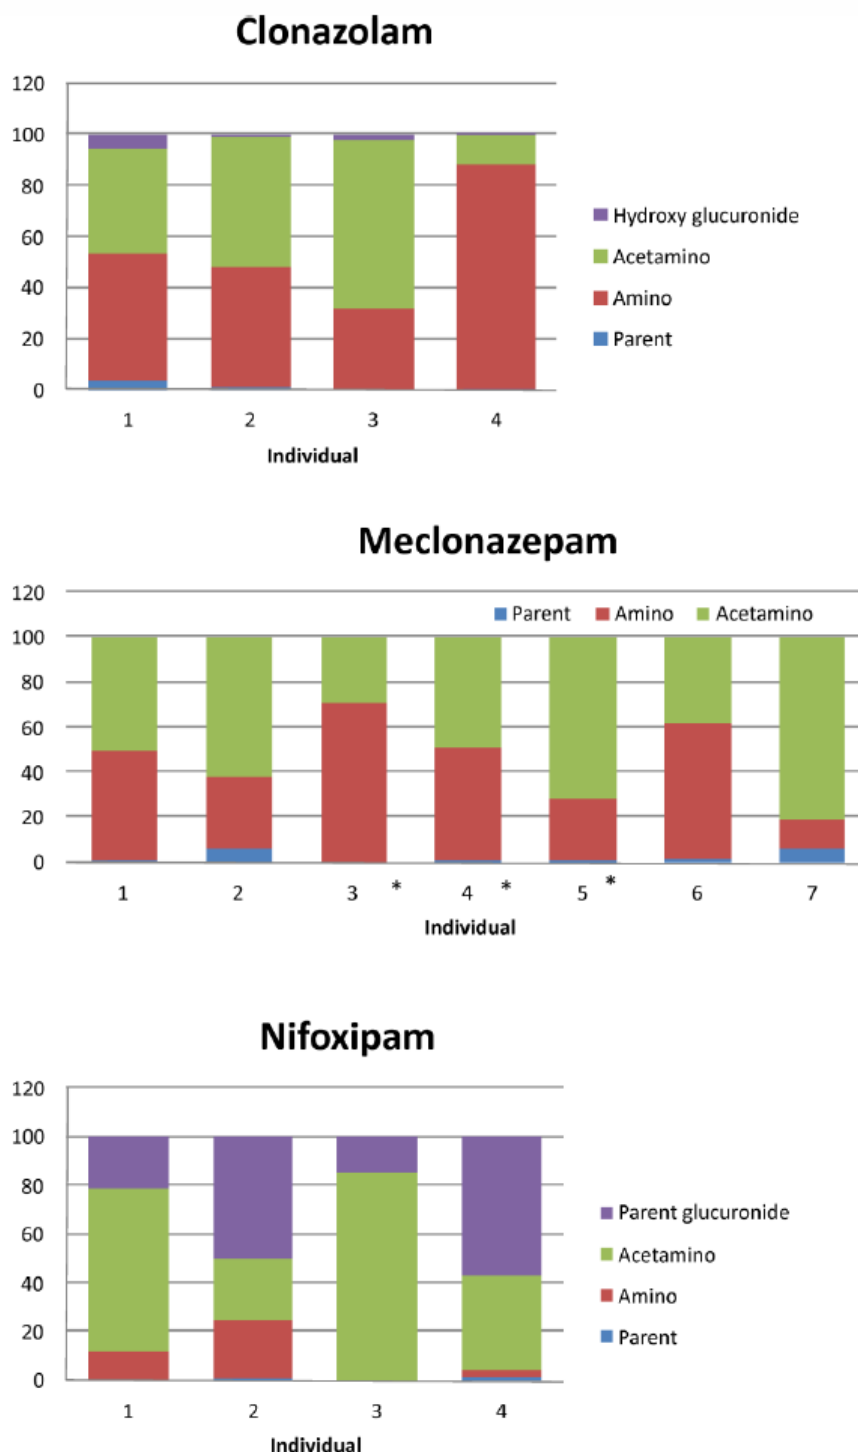 Clonazolam
120
100
80
60
40
20
0
Hydroxy glucuronide
Acetamino
Amino
Parent
1 2 3 4
Individual
Meclonazepam
120
100
80
60
40
20
0
Parent Amino Acetamino
1 2 3 * 4 * 5 * 6 7
Individual
Nifoxipam
120
100
80
60
40
20
0
Parent glucuronide
Acetamino
Amino
Parent
1 2 3 4
Individual